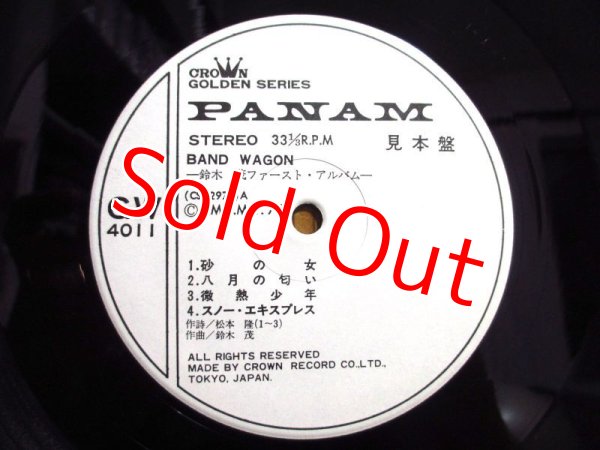 CROWN
GOLDEN SERIES
PANAM
STEREO 33⅓R.P.M 見本盤
BAND WAGON
—鈴木 茂ファースト・アルバム—
4011
1.砂の女
2.八月の匂い
3.微熱少年
4.スノー・エキスプレス
作詩/松本 隆(1~3)
作曲/鈴木 茂
ALL RIGHTS RESERVED
MADE BY CROWN RECORD CO.,LTD.,
TOKYO, JAPAN.
Sold Out